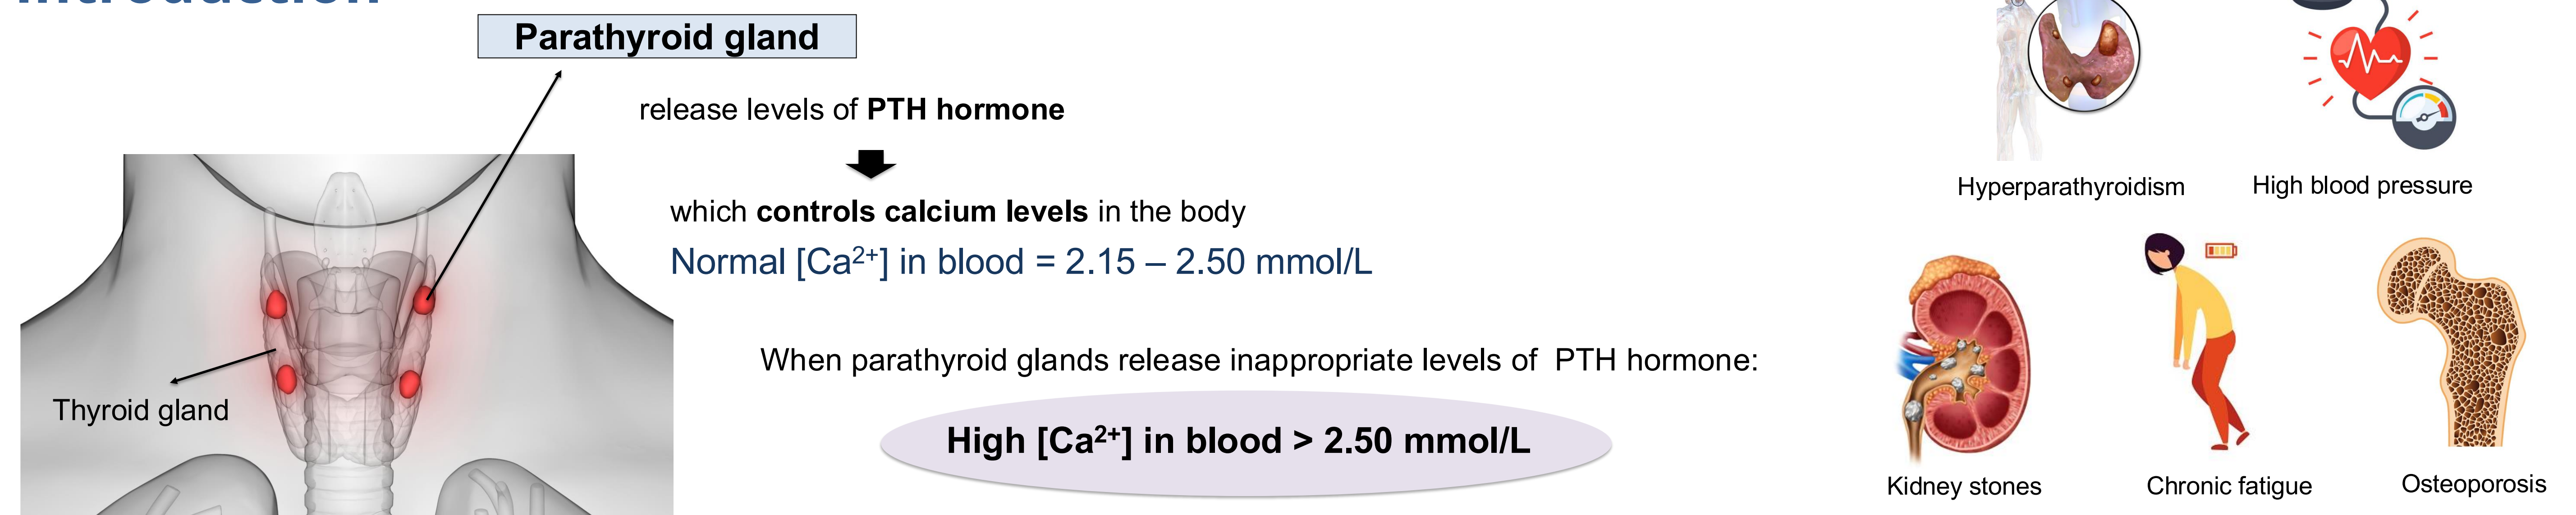 Introduction
Parathyroid gland
release levels of PTH hormone
which controls calcium levels in the body
Normal [Ca²⁺] in blood = 2.15 – 2.50 mmol/L
Thyroid gland
When parathyroid glands release inappropriate levels of PTH hormone:
High [Ca²⁺] in blood > 2.50 mmol/L
Hyperparathyroidism
High blood pressure
Kidney stones
Chronic fatigue
Osteoporosis